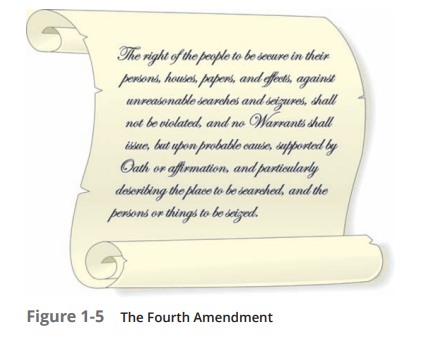 The right of the people to be secure in their
persons, houses, papers, and effects, against
unreasonable searches and seizures, shall
not be violated, and no Warrants shall
issue, but upon probable cause, supported by
Oath or affirmation, and particularly
describing the place to be searched, and the
persons or things to be seized.
Figure 1-5 The Fourth Amendment